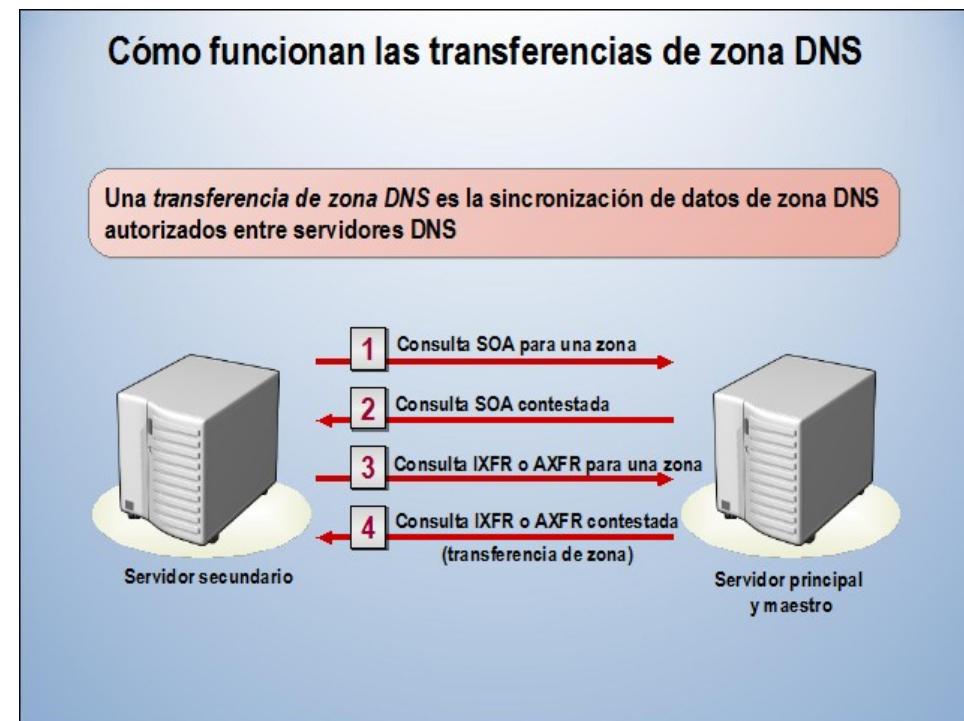 Cómo funcionan las transferencias de zona DNS
Una transferencia de zona DNS es la sincronización de datos de zona DNS
autorizados entre servidores DNS
1 Consulta SOA para una zona
2 Consulta SOA contestada
3 Consulta IXFR o AXFR para una zona
4 Consulta IXFR o AXFR contestada
(transferencia de zona)
Servidor secundario
Servidor principal
y maestro